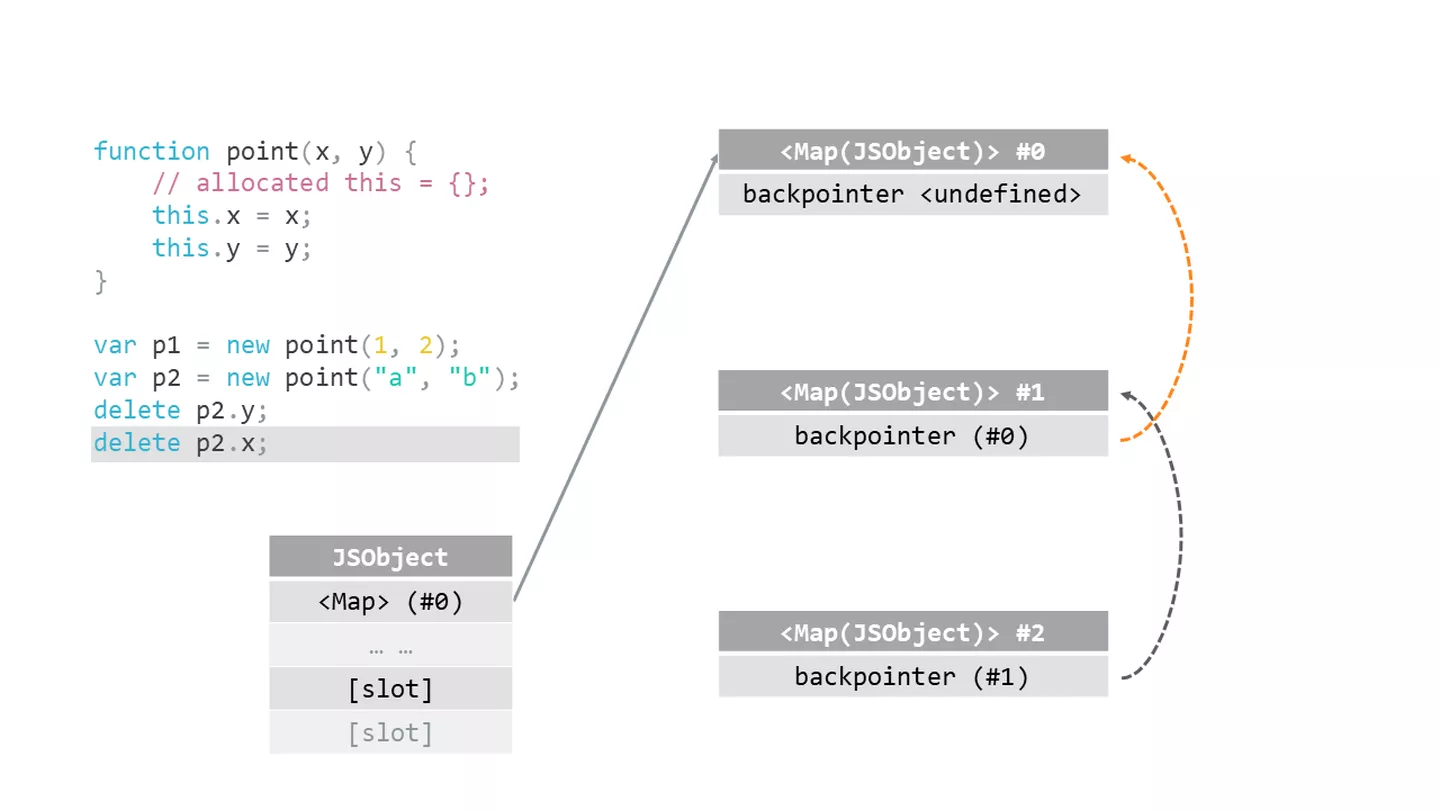 function point(x, y) {
    // allocated this = {};
    this.x = x;
    this.y = y;
}
var p1 = new point(1, 2);
var p2 = new point("a", "b");
delete p2.y;
delete p2.x;
JSObject
<Map> (#0)
… …
[slot]
[slot]
<Map(JSObject)> #0
backpointer <undefined>
<Map(JSObject)> #1
backpointer (#0)
<Map(JSObject)> #2
backpointer (#1)